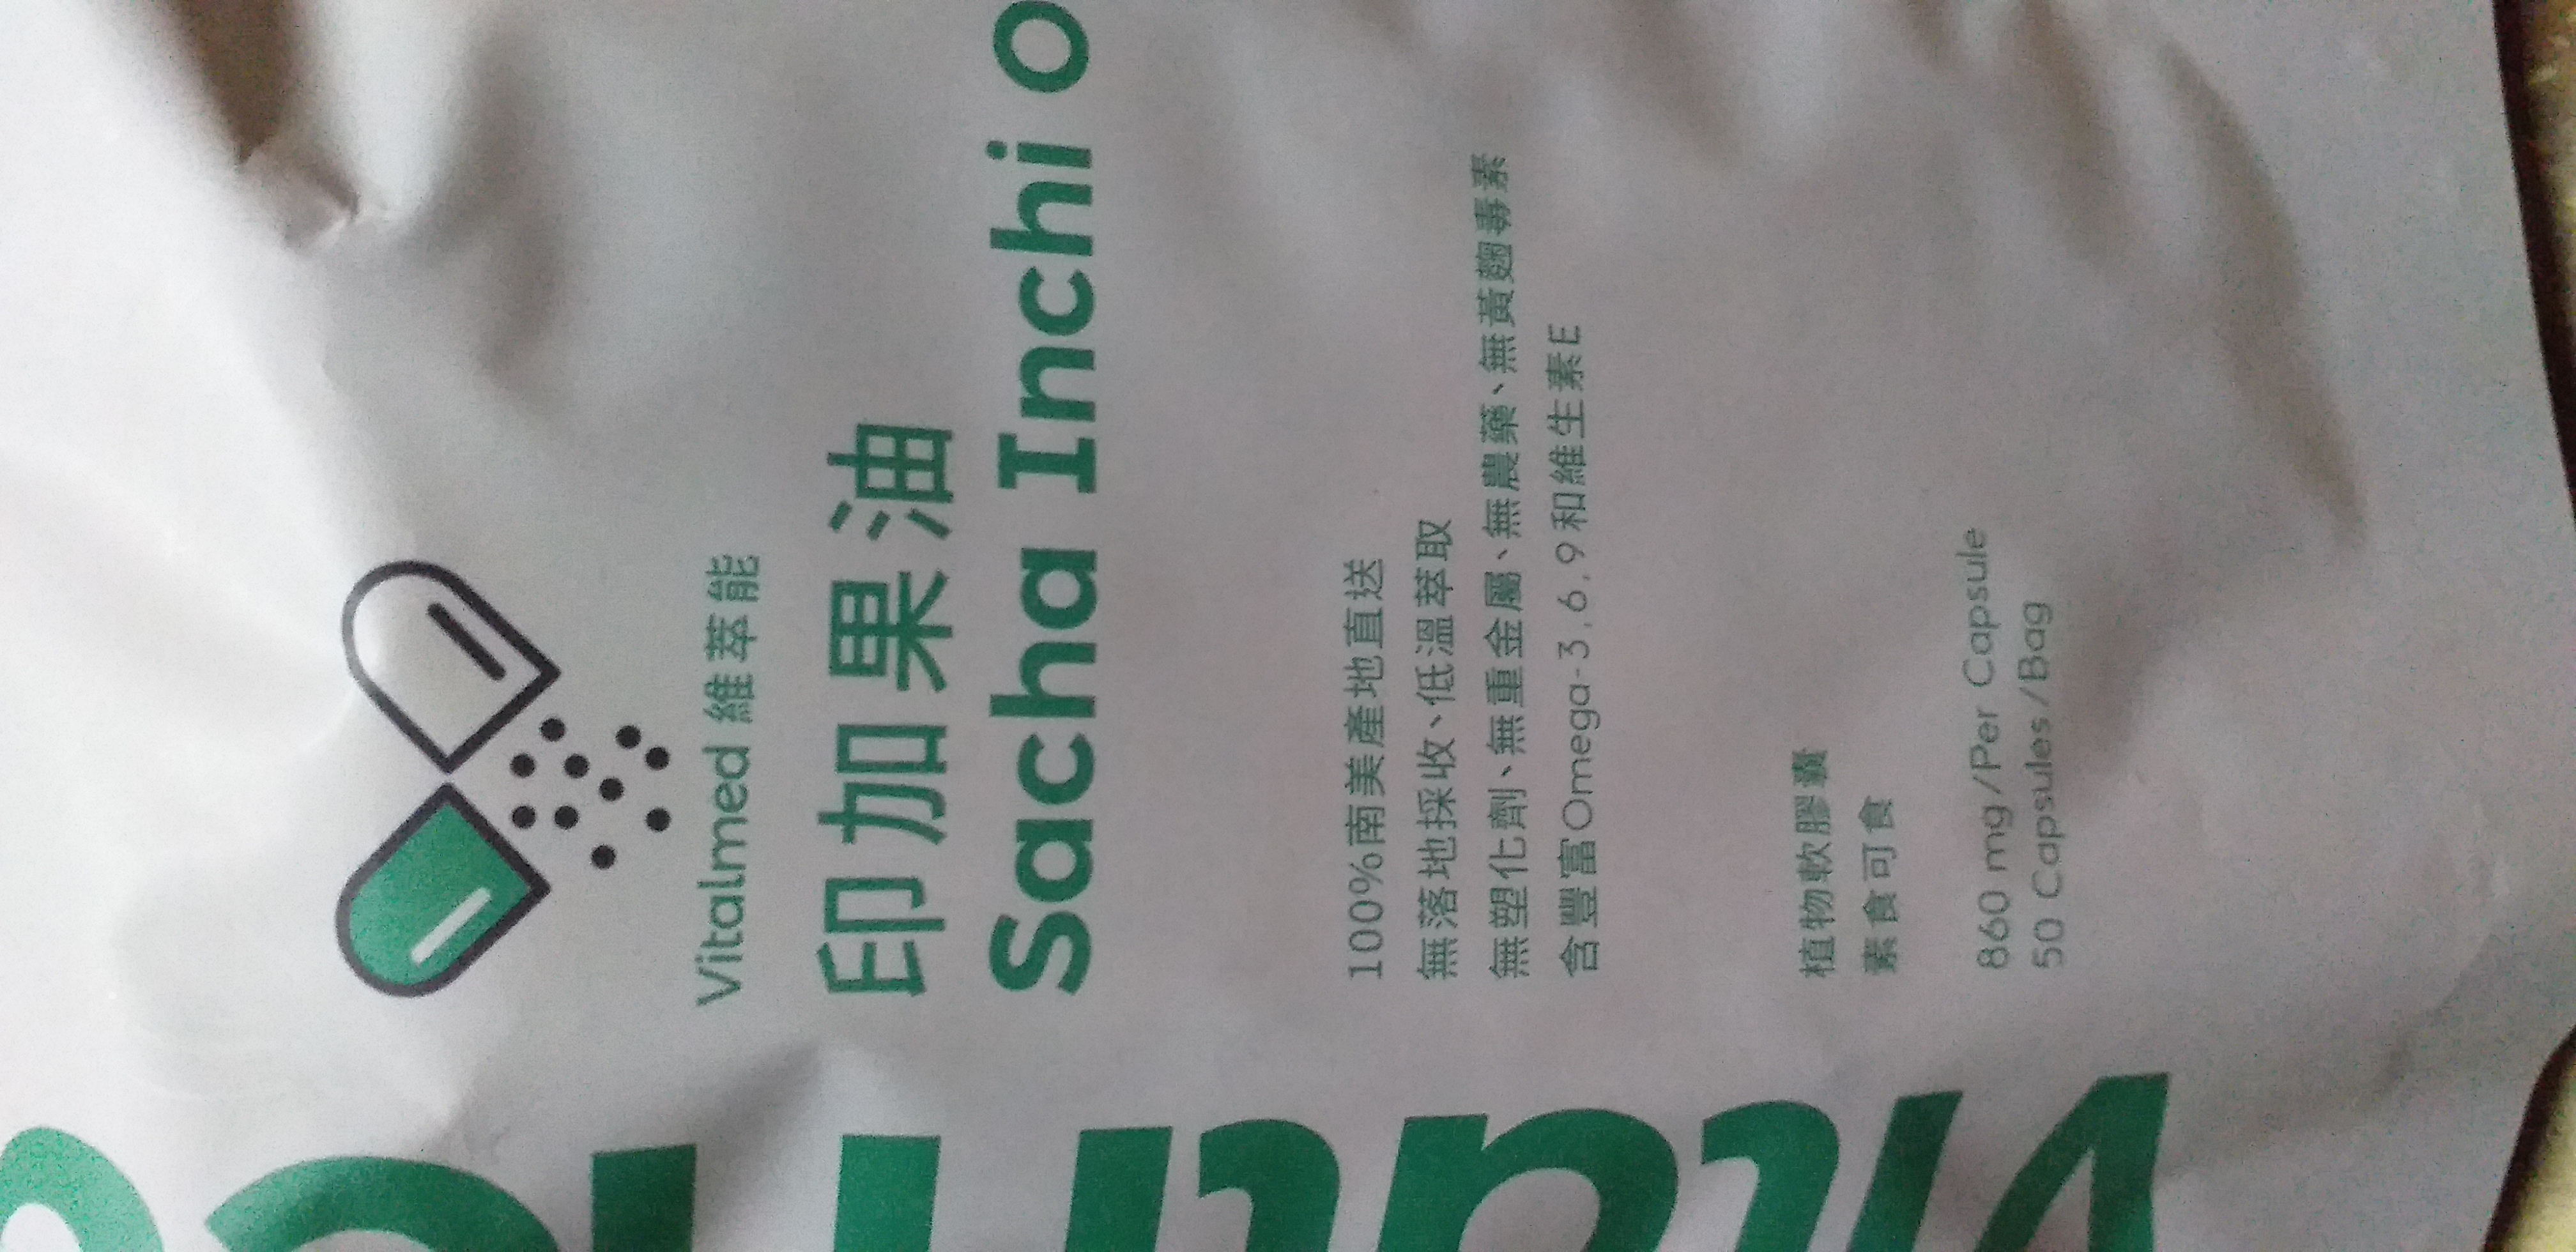 Vitalmed 維萃能
印加果油
Sacha Inchi O
100%南美產地直送
無落地採收、低溫萃取
無塑化劑、無重金屬、無農藥、無黃麴毒素
含豐富Omega-3,6,9和維生素E
植物軟膠囊
素食可食
860 mg/Per Capsule
50 Capsules/Bag